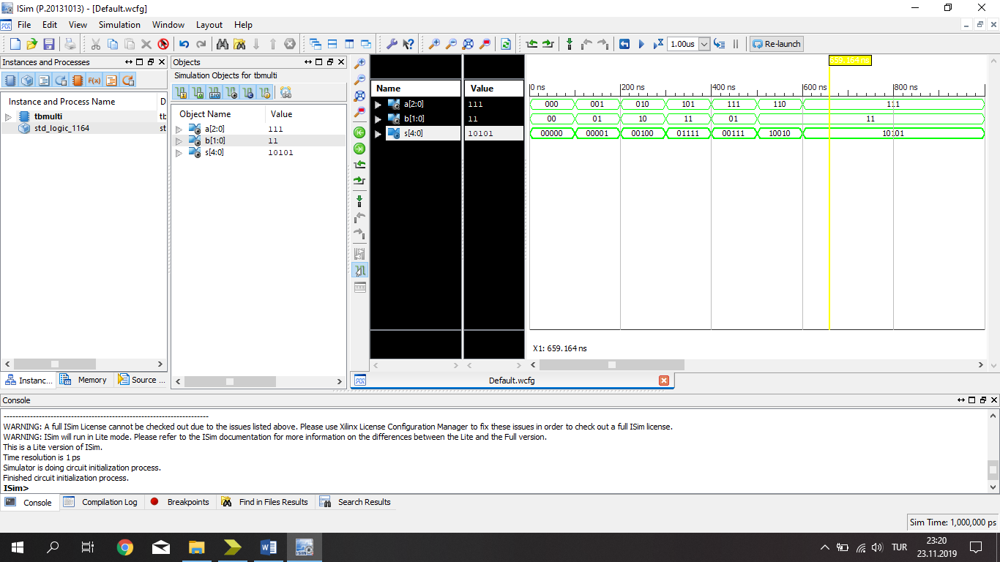 ISim (P.20131013) - [Default.wcfg]
File Edit View Simulation Window Layout Help
1.00us Re-launch
Instances and Processes
Instance and Process Name D
tbmulti tb
std_logic_1164 st
Instanc... Memory Source ...
Objects
Simulation Objects for tbmulti
Object Name Value
a[2:0] 111
b[1:0] 11
s[4:0] 10101
Name Value
a[2:0] 111
b[1:0] 11
s[4:0] 10101
659.164 ns
0 ns 200 ns 400 ns 600 ns 800 ns
000 001 010 101 111 110 111
00 01 10 11 01 11
00000 00001 00100 01111 00111 10010 10101
X1: 659.164 ns
Default.wcfg
Console
WARNING: A full ISim License cannot be checked out due to the issues listed above. Please use Xilinx License Configuration Manager to fix these issues in order to check out a full ISim license.
WARNING: ISim will run in Lite mode. Please refer to the ISim documentation for more information on the differences between the Lite and the Full version.
This is a Lite version of ISim.
Time resolution is 1 ps
Simulator is doing circuit initialization process.
Finished circuit initialization process.
ISim>
Console Compilation Log Breakpoints Find in Files Results Search Results
Sim Time: 1,000,000 ps
TUR
23:20
23.11.2019